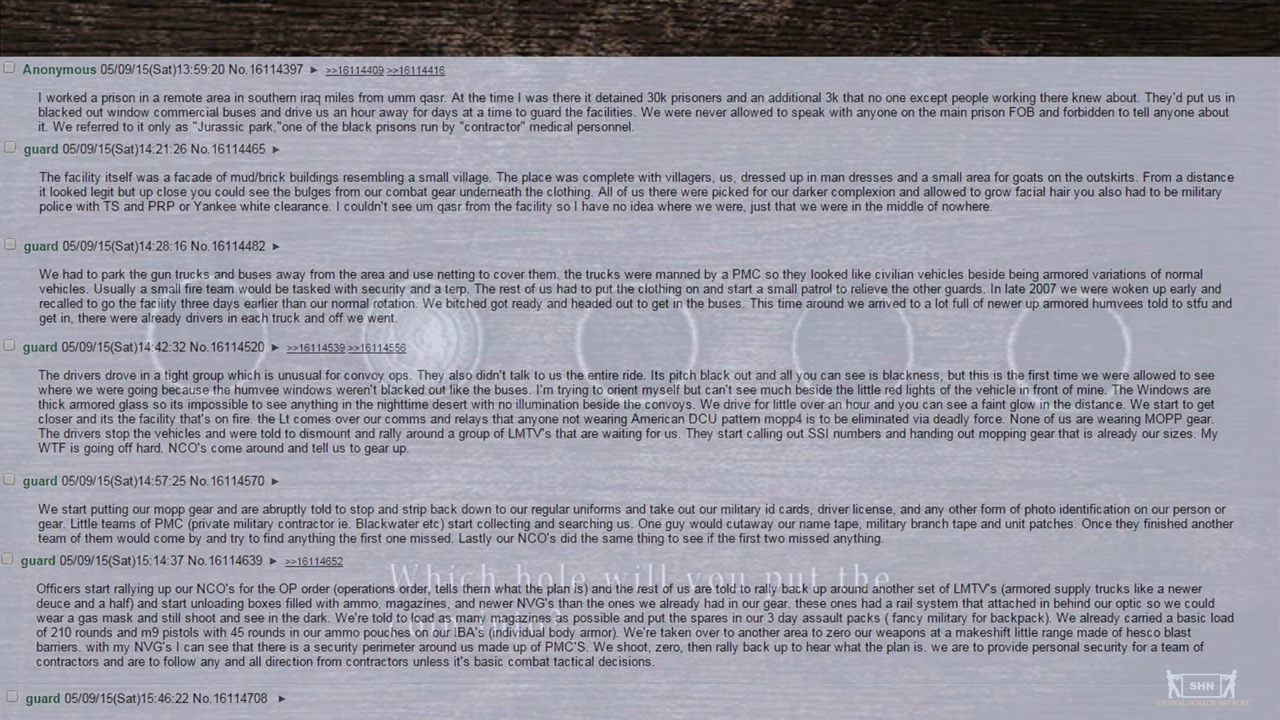 Anonymous 05/09/15(Sat)13:59:20 No.16114397 ► >>16114409 >>16114416
I worked a prison in a remote area in southern iraq miles from umm qasr. At the time I was there it detained 30k prisoners and an additional 3k that no one except people working there knew about. They'd put us in
blacked out window commercial buses and drive us an hour away for days at a time to guard the facilities. We were never allowed to speak with anyone on the main prison FOB and forbidden to tell anyone about
it. We referred to it only as "Jurassic park,"one of the black prisons run by "contractor" medical personnel.
guard 05/09/15(Sat)14:21:26 No.16114465 ►
The facility itself was a facade of mud/brick buildings resembling a small village. The place was complete with villagers, us, dressed up in man dresses and a small area for goats on the outskirts. From a distance
it looked legit but up close you could see the bulges from our combat gear underneath the clothing. All of us there were picked for our darker complexion and allowed to grow facial hair you also had to be military
police with TS and PRP or Yankee white clearance. I couldn't see um qasr from the facility so I have no idea where we were, just that we were in the middle of nowhere.
guard 05/09/15(Sat)14:28:16 No.16114482 ►
We had to park the gun trucks and buses away from the area and use netting to cover them. the trucks were manned by a PMC so they looked like civilian vehicles beside being armored variations of normal
vehicles. Usually a small fire team would be tasked with security and a terp. The rest of us had to put the clothing on and start a small patrol to relieve the other guards. In late 2007 we were woken up early and
recalled to go the facility three days earlier than our normal rotation. We bitched got ready and headed out to get in the buses. This time around we arrived to a lot full of newer up armored humvees told to stfu and
get in, there were already drivers in each truck and off we went.
guard 05/09/15(Sat)14:42:32 No.16114520 ► >>16114539 >>16114556
The drivers drove in a tight group which is unusual for convoy ops. They also didn't talk to us the entire ride. Its pitch black out and all you can see is blackness, but this is the first time we were allowed to see
where we were going because the humvee windows weren't blacked out like the buses. I'm trying to orient myself but can't see much beside the little red lights of the vehicle in front of mine. The Windows are
thick armored glass so its impossible to see anything in the nighttime desert with no illumination beside the convoys. We drive for little over an hour and you can see a faint glow in the distance. We start to get
closer and its the facility that's on fire. the Lt comes over our comms and relays that anyone not wearing American DCU pattern mopp4 is to be eliminated via deadly force. None of us are wearing MOPP gear.
The drivers stop the vehicles and were told to dismount and rally around a group of LMTV's that are waiting for us. They start calling out SSI numbers and handing out mopping gear that is already our sizes. My
WTF is going off hard. NCO's come around and tell us to gear up.
guard 05/09/15(Sat)14:57:25 No.16114570 ►
We start putting our mopp gear and are abruptly told to stop and strip back down to our regular uniforms and take out our military id cards, driver license, and any other form of photo identification on our person or
gear. Little teams of PMC (private military contractor ie. Blackwater etc) start collecting and searching us. One guy would cutaway our name tape, military branch tape and unit patches. Once they finished another
team of them would come by and try to find anything the first one missed. Lastly our NCO's did the same thing to see if the first two missed anything.
guard 05/09/15(Sat)15:14:37 No.16114639 ► >>16114652
Which hole will you put the
Officers start rallying up our NCO's for the OP order (operations order, tells them what the plan is) and the rest of us are told to rally back up around another set of LMTV's (armored supply trucks like a newer
deuce and a half) and start unloading boxes filled with ammo, magazines, and newer NVG's than the ones we already had in our gear. these ones had a rail system that attached in behind our optic so we could
wear a gas mask and still shoot and see in the dark. We're told to load as many magazines as possible and put the spares in our 3 day assault packs ( fancy military for backpack). We already carried a basic load
of 210 rounds and m9 pistols with 45 rounds in our ammo pouches on our IBA's (individual body armor). We're taken over to another area to zero our weapons at a makeshift little range made of hesco blast
barriers. with my NVG's I can see that there is a security perimeter around us made up of PMC'S. We shoot, zero, then rally back up to hear what the plan is. we are to provide personal security for a team of
contractors and are to follow any and all direction from contractors unless it's basic combat tactical decisions.
SHN
SURVIVAL HORROR NETWORK
guard 05/09/15(Sat)15:46:22 No.16114708 ►